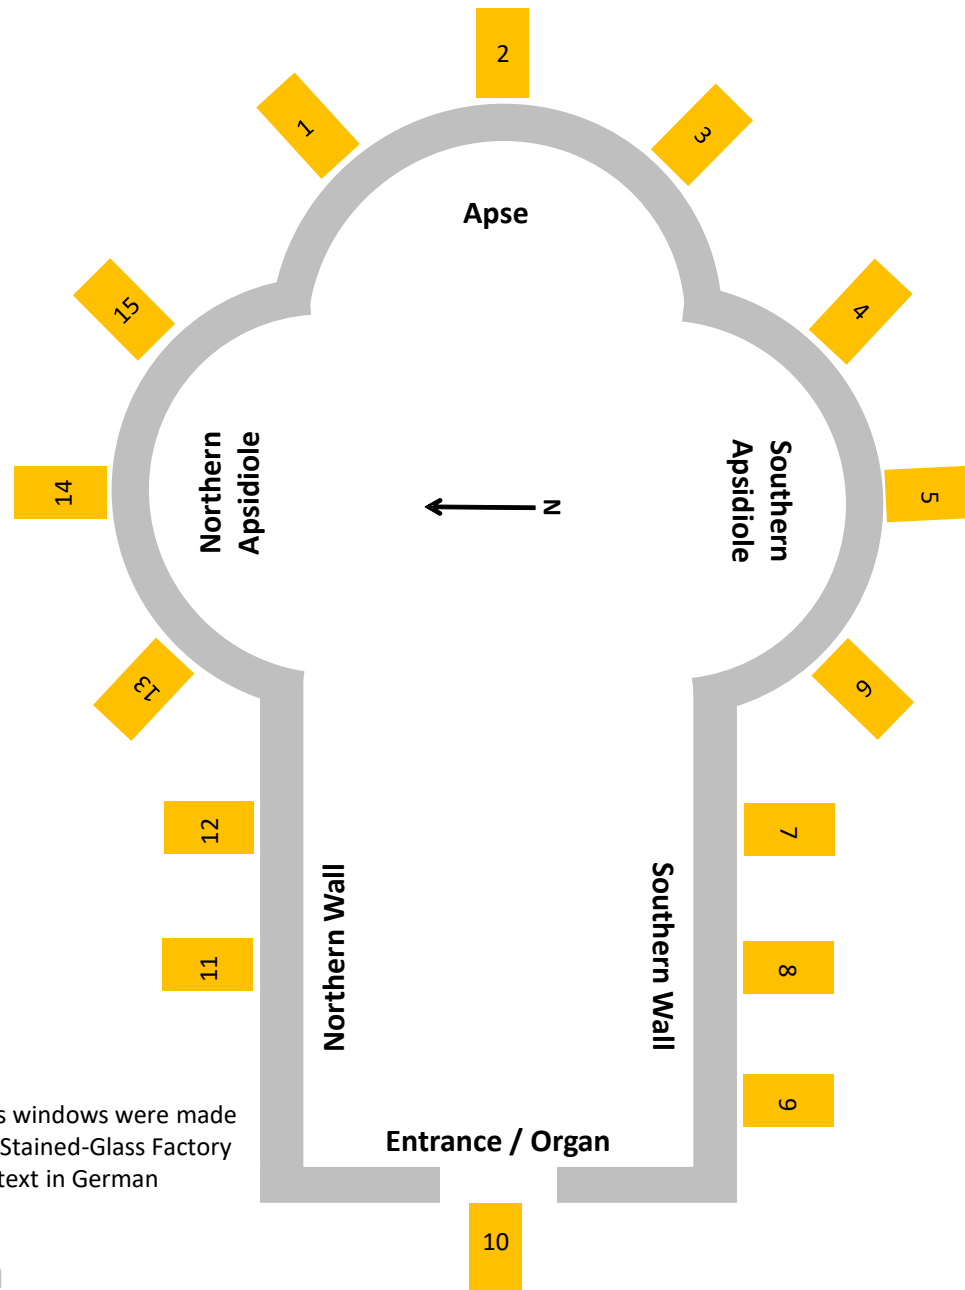 2
1
3
Apse
15
4
Northern
Apsidiole
Southern
Apsidiole
14
N
5
13
6
12
7
Northern Wall
Southern Wall
11
8
9
windows were made
Stained-Glass Factory
text in German
Entrance / Organ
10